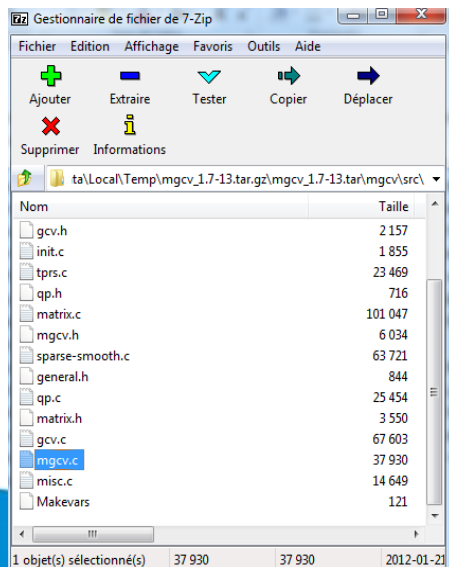 Gestionnaire de fichier de 7-Zip
Fichier Edition Affichage Favoris Outils Aide
Ajouter Extraire Tester Copier Déplacer
Supprimer Informations
ta\Local\Temp\mgcv_1.7-13.tar.gz\mgcv_1.7-13.tar\mgcv\src\
Nom Taille
gcv.h 2 157
init.c 1 855
tprs.c 23 469
qp.h 716
matrix.c 101 047
mgcv.h 6 034
sparse-smooth.c 63 721
general.h 844
qp.c 25 454
matrix.h 3 550
gcv.c 67 603
mgcv.c 37 930
misc.c 14 649
Makevars 121
1 objet(s) sélectionné(s) 37 930 37 930 2012-01-21